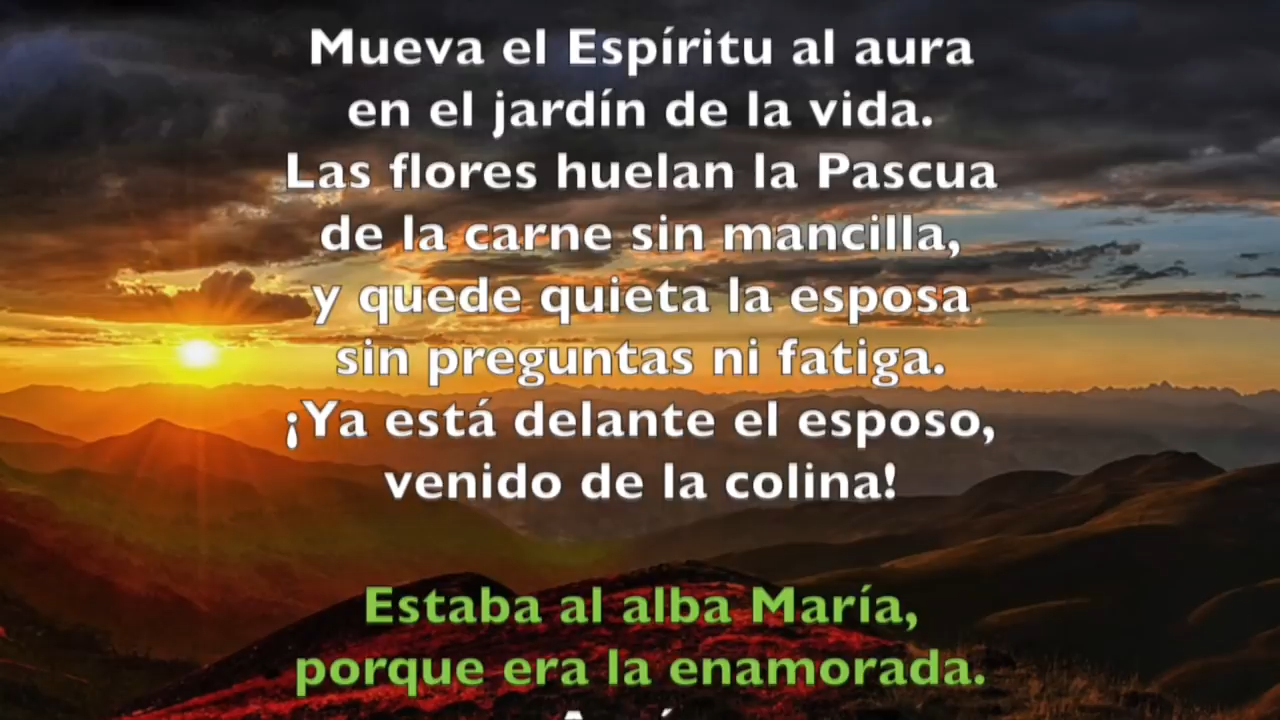 Mueva el Espíritu al aura
en el jardín de la vida.
Las flores huelan la Pascua
de la carne sin mancilla,
y quede quieta la esposa
sin preguntas ni fatiga.
¡Ya está delante el esposo,
venido de la colina!
Estaba al alba María,
porque era la enamorada.